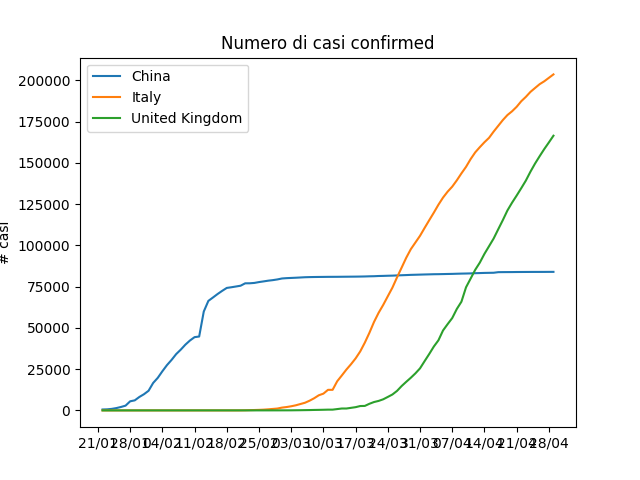 Numero di casi confirmed
China
Italy
United Kingdom
200000
175000
150000
125000
100000
75000
50000
25000
0
# casi
21/01 28/01 04/02 11/02 18/02 25/02 03/03 10/03 17/03 24/03 31/03 07/04 14/04 21/04 28/04